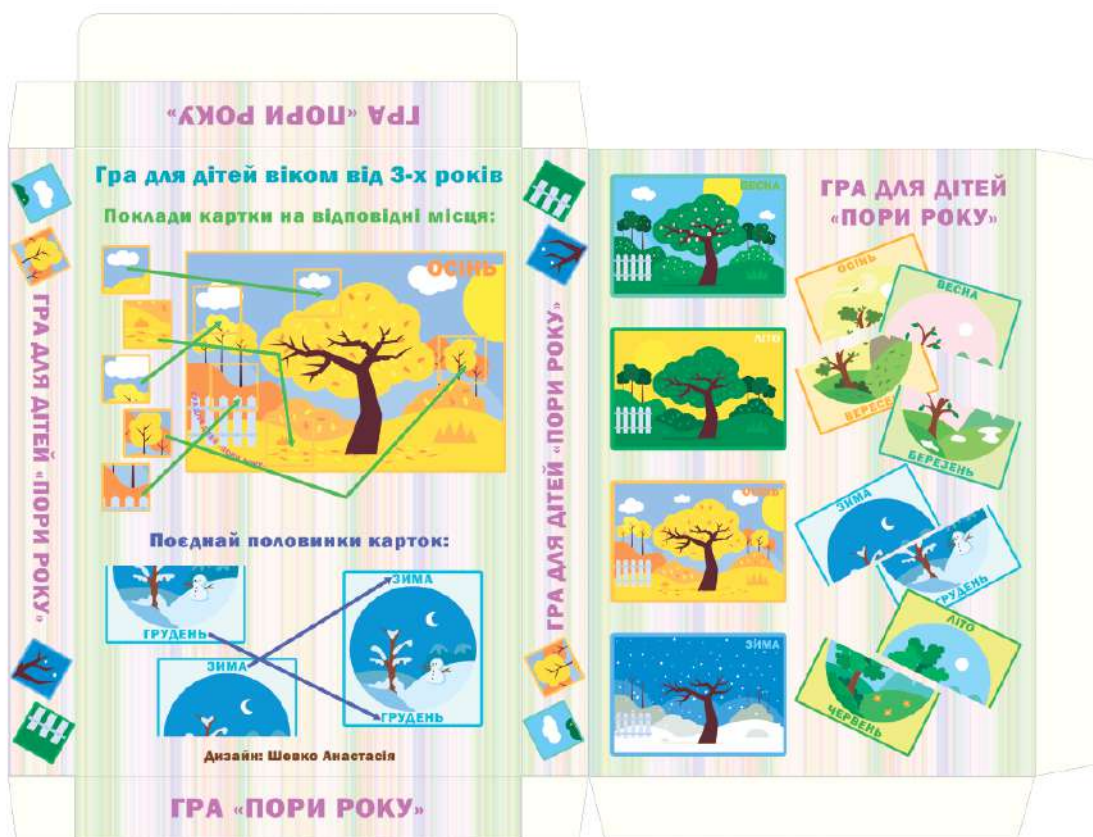 ГРА «ПОРИ РОКУ»
Гра для дітей віком від 3-х років
Поклади картки на відповідні місця:
ОСІНЬ
ГРА ДЛЯ ДІТЕЙ «ПОРИ РОКУ»
ГРА ДЛЯ ДІТЕЙ «ПОРИ РОКУ»
Поєднай половинки карток:
ГРУДЕНЬ
ЗИМА
ЗИМА
ГРУДЕНЬ
Дизайн: Шовко Анастасія
ГРА «ПОРИ РОКУ»
ВЕСНА
ЛІТО
ОСІНЬ
ЗИМА
ГРА ДЛЯ ДІТЕЙ
«ПОРИ РОКУ»
ОСІНЬ
ВЕСНА
БЕРЕЗЕНЬ
ЗИМА
ГРУДЕНЬ
ЛІТО
ЧЕРВЕНЬ